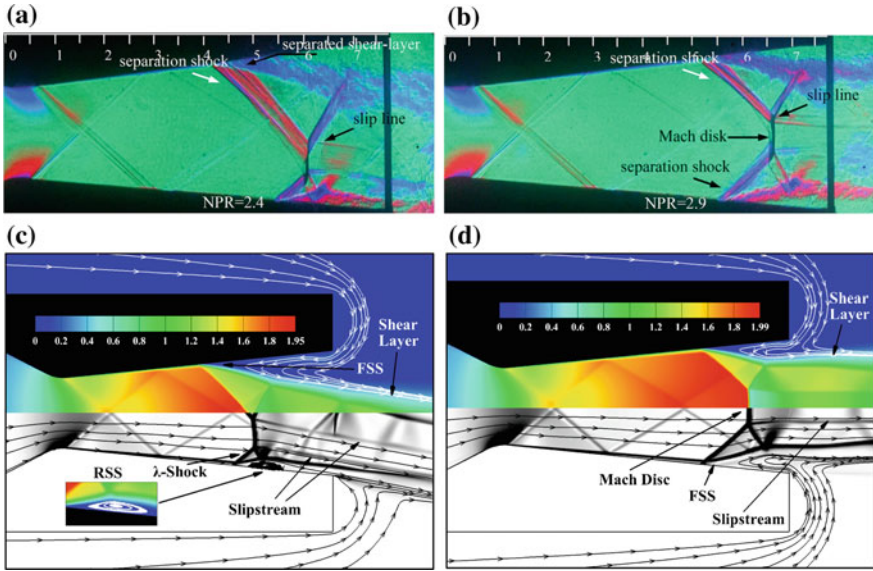 (a)
0 1 2 3 4 5 6 7
separated shear-layer
separation shock
slip line
NPR=2.4
(b)
0 1 2 3 4 5 6 7
separation shock
slip line
Mach disk
separation shock
NPR=2.9
(c)
0 0.2 0.4 0.6 0.8 1 1.2 1.4 1.6 1.8 1.95
Shear
Layer
FSS
RSS
λ-Shock
Slipstream
(d)
0 0.2 0.4 0.6 0.8 1 1.2 1.4 1.6 1.8 1.99
Shear
Layer
Mach Disc
FSS
Slipstream